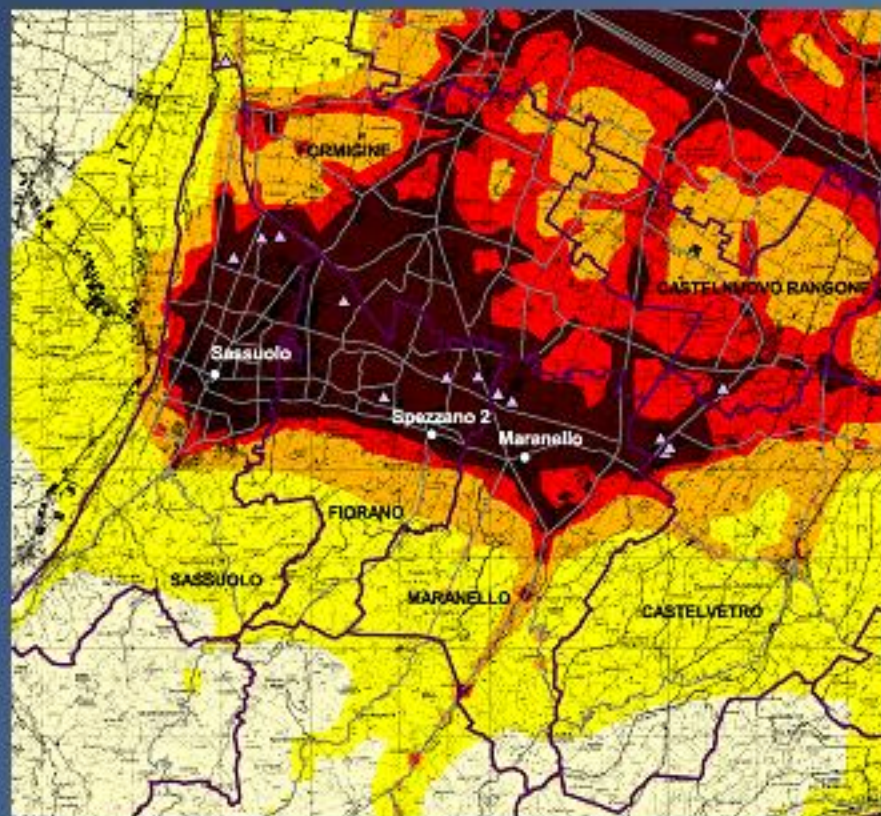 FORMIGINE
CASTELNUOVO RANGONE
Sassuolo
Spezzano 2
Maranello
FIORANO
SASSUOLO
MARANELLO
CASTELVETRO